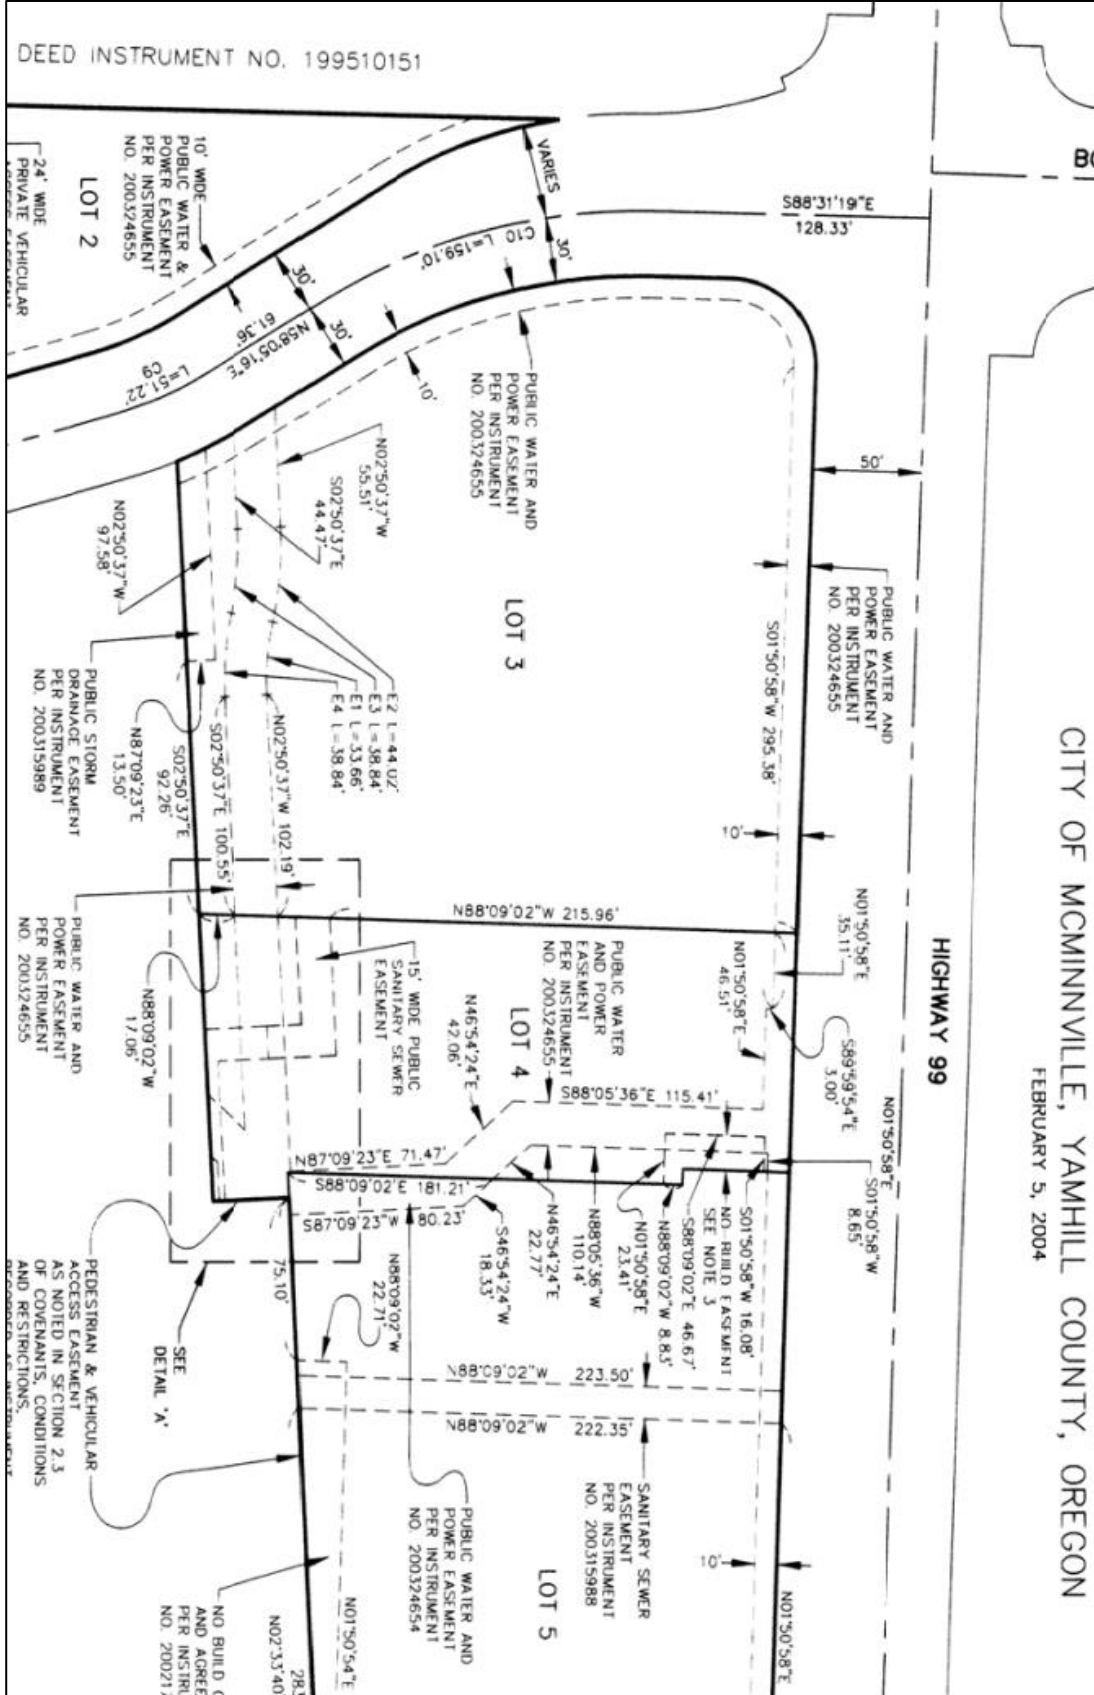 DEED INSTRUMENT NO. 199510151
CITY OF MCMINNVILLE, YAMHILL COUNTY, OREGON
FEBRUARY 5, 2004
HIGHWAY 99
S88°31'19"E
128.33'
VARIES
30'
C10 L=159.10'
30'
30'
N58°05'16"E
61.36'
L=51.22'
C9
10' WIDE
PUBLIC WATER &
POWER EASEMENT
PER INSTRUMENT
NO. 200324655
LOT 2
24' WIDE
PRIVATE VEHICULAR
10'
PUBLIC WATER AND
POWER EASEMENT
PER INSTRUMENT
NO. 200324655
50'
PUBLIC WATER AND
POWER EASEMENT
PER INSTRUMENT
NO. 200324655
S01°50'58"W 295.38'
10'
LOT 3
N02°50'37"W
55.51'
S02°50'37"E
44.47'
N02°50'37"W
97.58'
E2 L=44.02'
E3 L=38.84'
E1 L=33.66'
E4 L=38.84'
PUBLIC STORM
DRAINAGE EASEMENT
PER INSTRUMENT
NO. 200315989
N87°09'23"E
13.50'
S02°50'37"E
92.26'
S02°50'37"E 100.55'
N02°50'37"W 102.19'
PUBLIC WATER AND
POWER EASEMENT
PER INSTRUMENT
NO. 200324655
N88°09'02"W
17.06'
N88°09'02"W 215.96'
15' WIDE PUBLIC
SANITARY SEWER
EASEMENT
N01°50'58"E
35.11'
N01°50'58"E
46.51'
S89°59'54"E
3.00'
PUBLIC WATER
AND POWER
EASEMENT
PER INSTRUMENT
NO. 200324655
LOT 4
N46°54'24"E
42.06'
S88°05'36"E 115.41'
N01°50'58"E
S01°50'58"W
8.65'
N87°09'23"E 71.47'
S88°09'02"E 181.21'
S87°09'23"W 80.23'
S01°50'58"W 16.08'
NO-BUILD EASEMENT
SEE NOTE 3
S88°09'02"E 46.67'
N88°09'02"W 8.83'
N01°50'58"E
23.41'
N88°05'36"W
110.14'
N46°54'24"E
22.77'
S46°54'24"W
18.33'
N88°09'02"W
22.71'
75.10'
SEE
DETAIL 'A'
PEDESTRIAN & VEHICULAR
ACCESS EASEMENT
AS NOTED IN SECTION 2.3
OF COVENANTS, CONDITIONS
AND RESTRICTIONS,
N88°09'02"W 223.50'
N88°09'02"W 222.35'
SANITARY SEWER
EASEMENT
PER INSTRUMENT
NO. 200315988
PUBLIC WATER AND
POWER EASEMENT
PER INSTRUMENT
NO. 200324654
LOT 5
10'
N01°50'58"E
N01°50'54"E
N02°33'40
NO BUILD